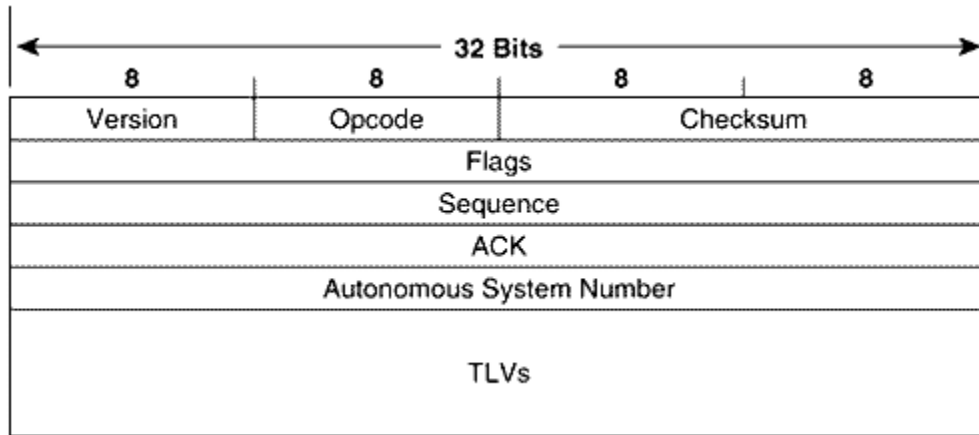 32 Bits
8 8 8 8
Version Opcode Checksum
Flags
Sequence
ACK
Autonomous System Number
TLVs